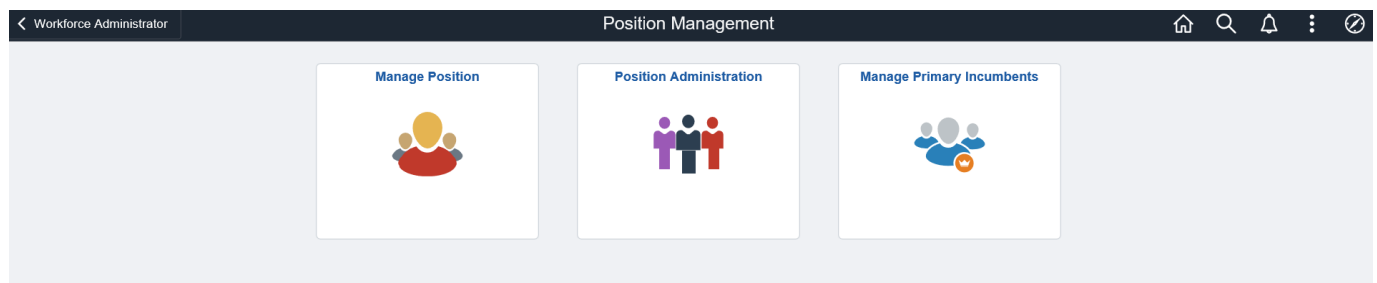 Workforce Administrator
Position Management
Manage Position
Position Administration
Manage Primary Incumbents